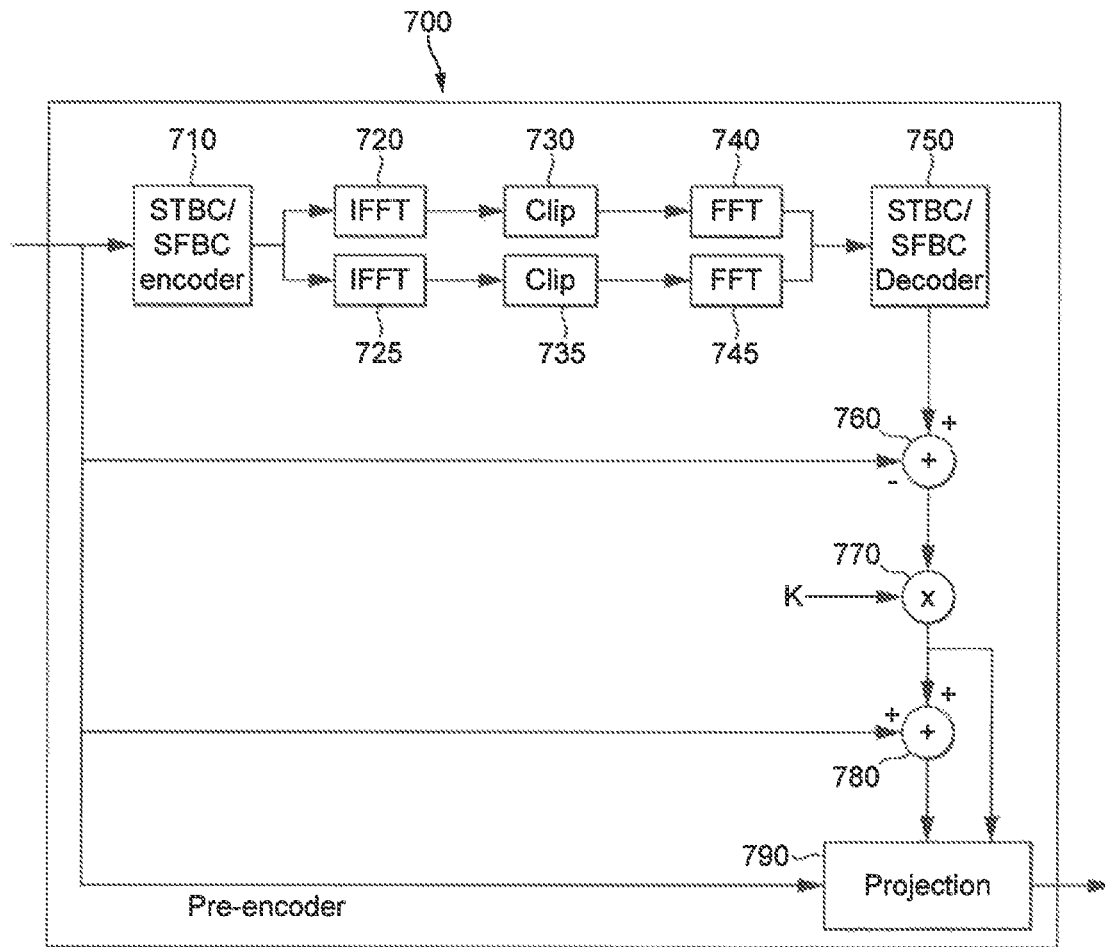 700
710
720
730
740
750
STBC/
SFBC
encoder
IFFT
Clip
FFT
STBC/
SFBC
Decoder
IFFT
Clip
FFT
725
735
745
760
+
+
-
770
K
x
+
+
+
780
790
Projection
Pre-encoder